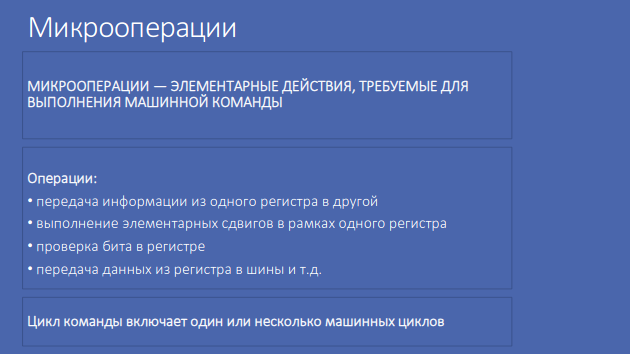 Микрооперации
МИКРООПЕРАЦИИ — ЭЛЕМЕНТАРНЫЕ ДЕЙСТВИЯ, ТРЕБУЕМЫЕ ДЛЯ
ВЫПОЛНЕНИЯ МАШИННОЙ КОМАНДЫ
Операции:
• передача информации из одного регистра в другой
• выполнение элементарных сдвигов в рамках одного регистра
• проверка бита в регистре
• передача данных из регистра в шины и т.д.
Цикл команды включает один или несколько машинных циклов